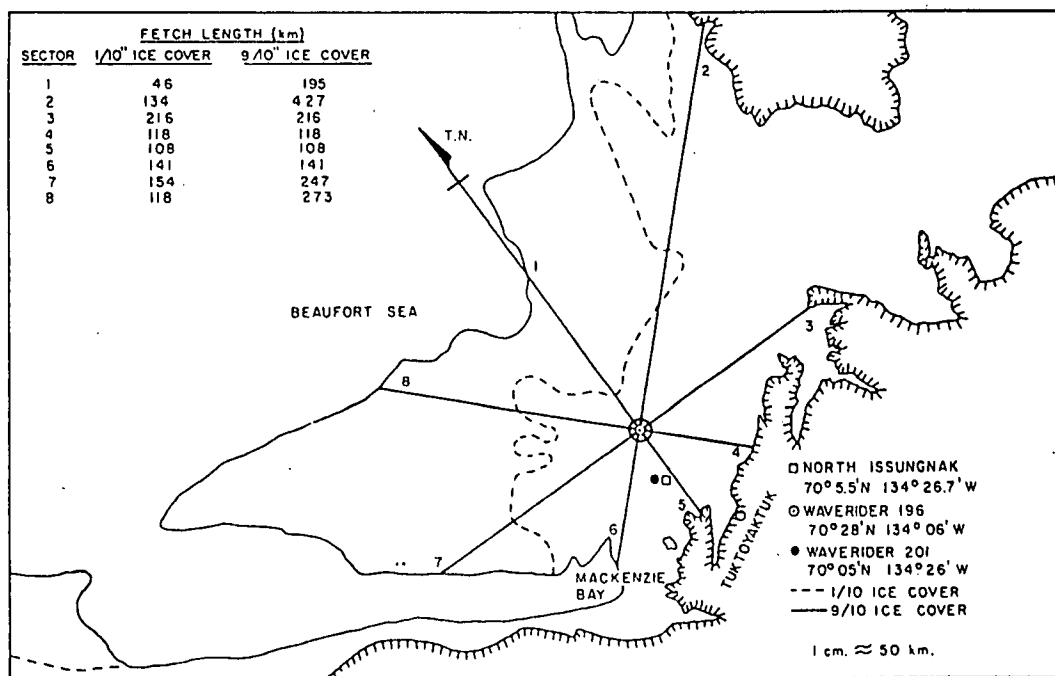 FETCH LENGTH (km)
SECTOR 1/10" ICE COVER 9/10" ICE COVER
1 46 195
2 134 427
3 216 216
4 118 118
5 108 108
6 141 141
7 154 247
8 118 273
T.N.
2
1
BEAUFORT SEA
3
8
4
5
6
7
MACKENZIE
BAY
TUKTOYAKTUK
NORTH ISSUNGNAK
70° 5.5'N 134° 26.7' W
WAVERIDER 196
70° 28'N 134° 06' W
WAVERIDER 201
70° 05'N 134° 26' W
1/10 ICE COVER
9/10 ICE COVER
1 cm. ≈ 50 km.